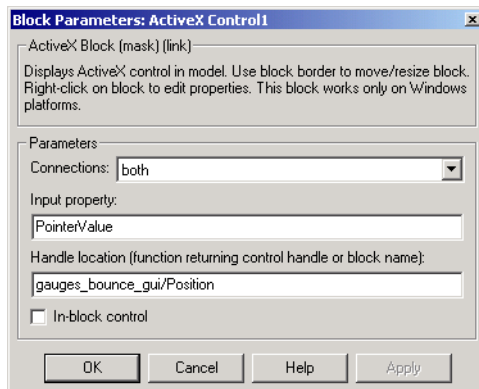 Block Parameters: ActiveX Control1
ActiveX Block (mask) (link)
Displays ActiveX control in model. Use block border to move/resize block.
Right-click on block to edit properties. This block works only on Windows
platforms.
Parameters
Connections: both
Input property:
PointerValue
Handle location (function returning control handle or block name):
gauges_bounce_gui/Position
In-block control
OK Cancel Help Apply